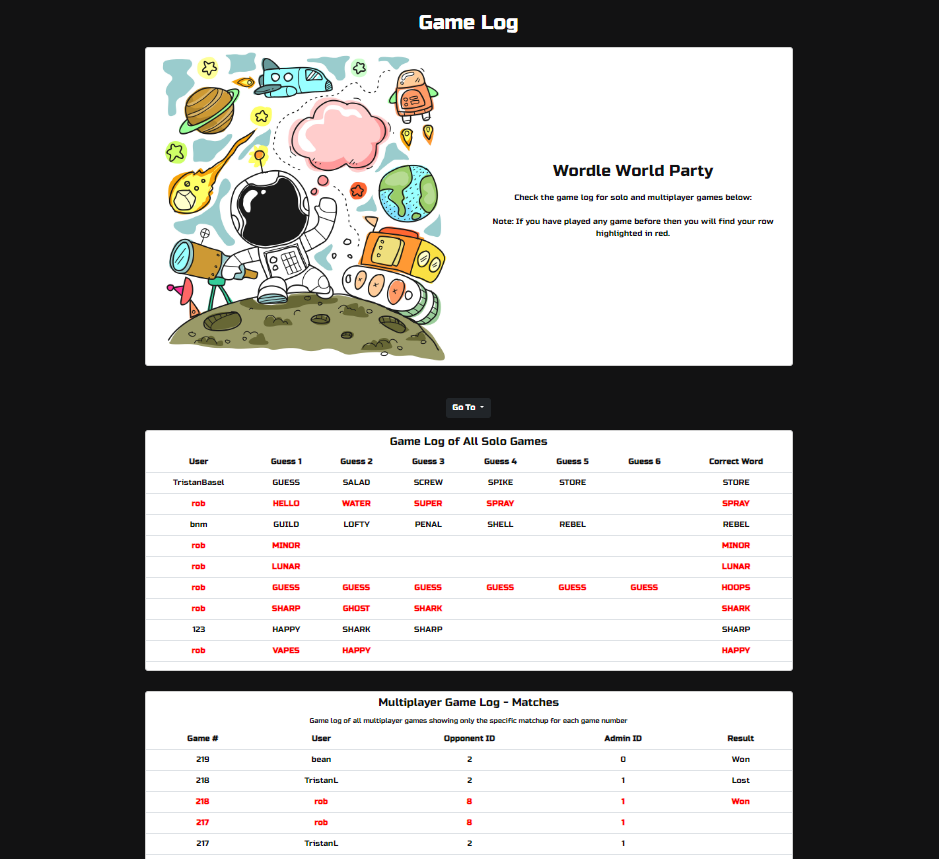 Game Log
Wordle World Party
Check the game log for solo and multiplayer games below:
Note: If you have played any game before then you will find your row
highlighted in red.
Go To
Game Log of All Solo Games
User Guess 1 Guess 2 Guess 3 Guess 4 Guess 5 Guess 6 Correct Word
TristanBasel GUESS SALAD SCREW SPIKE STORE STORE
rob HELLO WATER SUPER SPRAY SPRAY
bnm GUILD LOFTY PENAL SHELL REBEL REBEL
rob MINOR MINOR
rob LUNAR LUNAR
rob GUESS GUESS GUESS GUESS GUESS GUESS HOOPS
rob SHARP GHOST SHARK SHARK
123 HAPPY SHARK SHARP SHARP
rob VAPES HAPPY HAPPY
Multiplayer Game Log - Matches
Game log of all multiplayer games showing only the specific matchup for each game number
Game # User Opponent ID Admin ID Result
219 bean 2 0 Won
218 TristanL 2 1 Lost
218 rob 8 1 Won
217 rob 8 1
217 TristanL 2 1